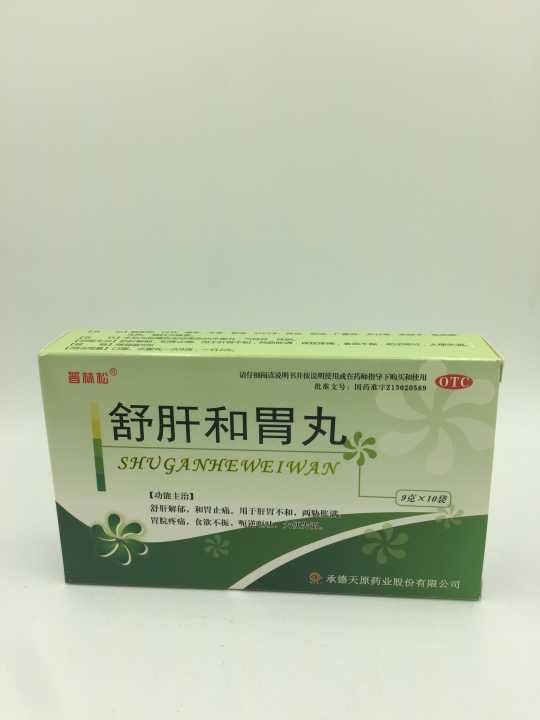 普林松®
请仔细阅读说明书并按说明使用或在药师指导下购买和使用
批准文号：国药准字Z13020589
OTC
舒肝和胃丸
SHUGANHEWEIWAN
【功能主治】
舒肝解郁，和胃止痛，用于肝胃不和，两胁胀满，
胃脘疼痛，食欲不振，呃逆呕吐，大便失调。
9克×10袋
承德天原药业股份有限公司